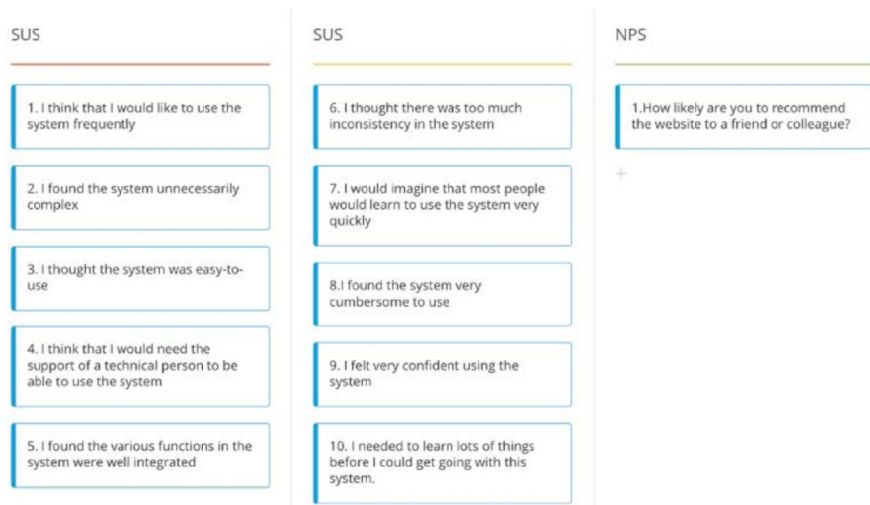 SUS
1. I think that I would like to use the
system frequently
2. I found the system unnecessarily
complex
3. I thought the system was easy-to-
use
4. I think that I would need the
support of a technical person to be
able to use the system
5. I found the various functions in the
system were well integrated
SUS
6. I thought there was too much
inconsistency in the system
7. I would imagine that most people
would learn to use the system very
quickly
8.I found the system very
cumbersome to use
9. I felt very confident using the
system
10. I needed to learn lots of things
before I could get going with this
system.
NPS
1.How likely are you to recommend
the website to a friend or colleague?
+